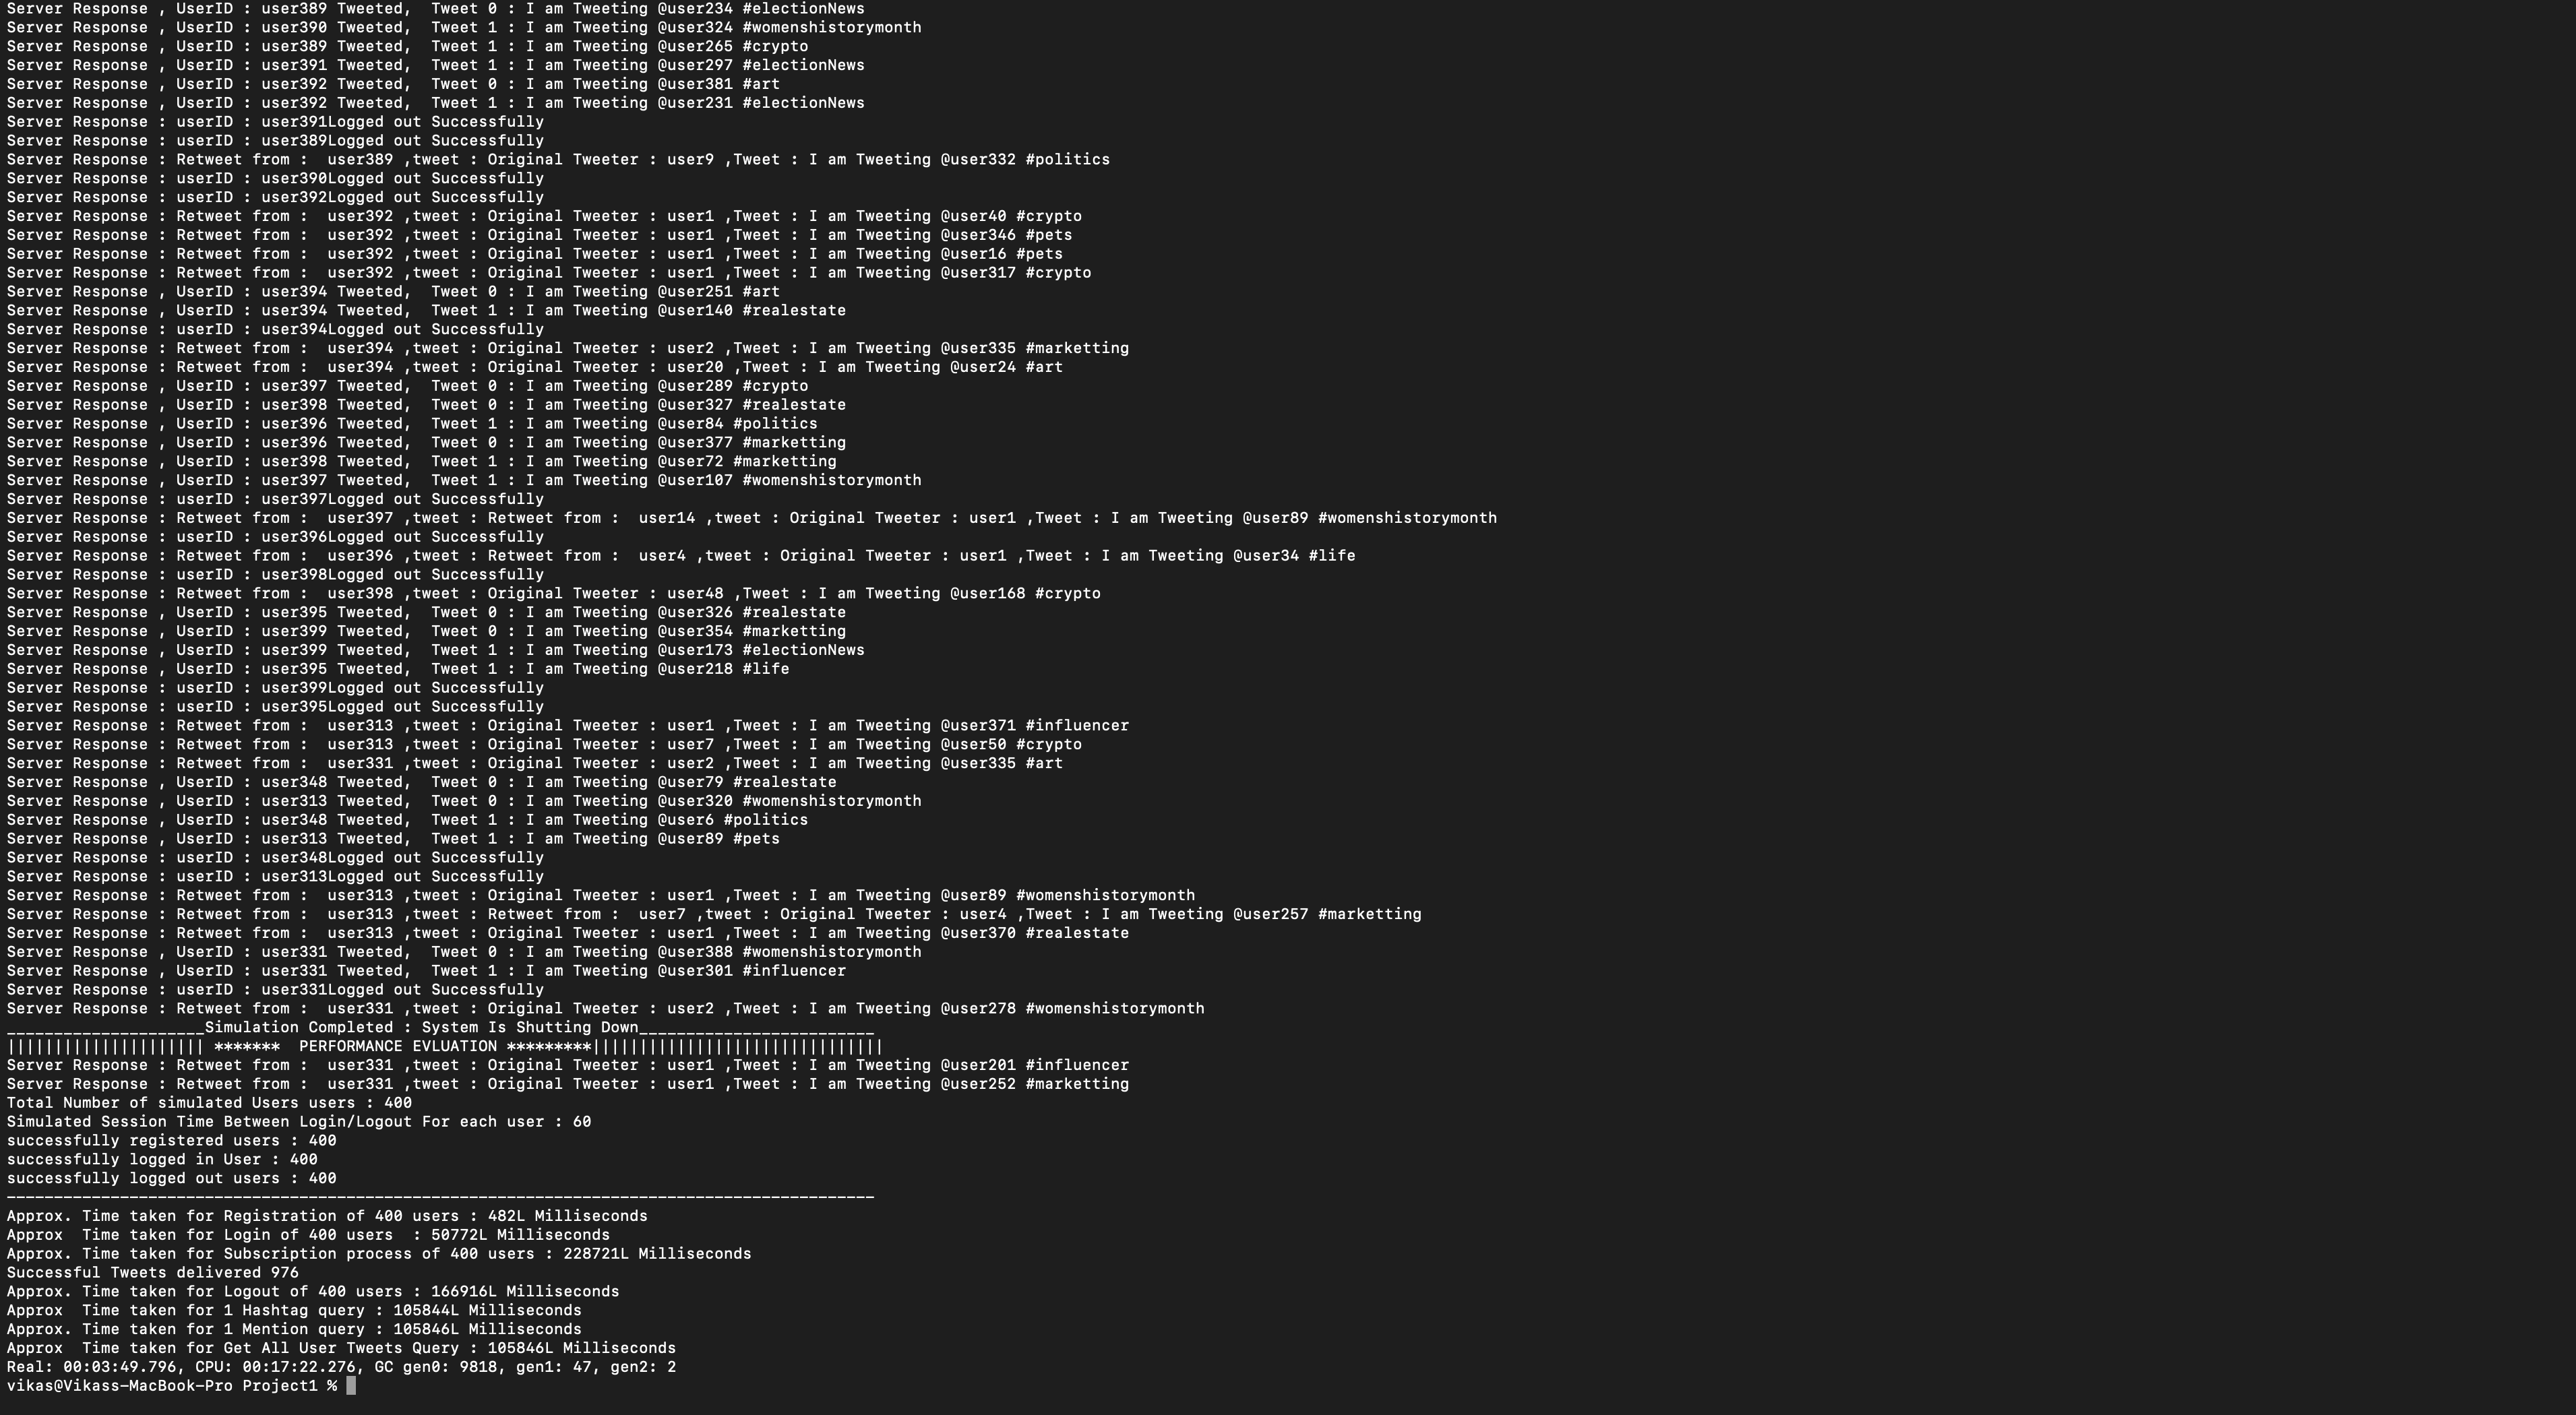 Server Response , UserID : user389 Tweeted,  Tweet 0 : I am Tweeting @user234 #electionNews
Server Response , UserID : user390 Tweeted,  Tweet 1 : I am Tweeting @user324 #womenshistorymonth
Server Response , UserID : user389 Tweeted,  Tweet 1 : I am Tweeting @user265 #crypto
Server Response , UserID : user391 Tweeted,  Tweet 1 : I am Tweeting @user297 #electionNews
Server Response , UserID : user392 Tweeted,  Tweet 0 : I am Tweeting @user381 #art
Server Response , UserID : user392 Tweeted,  Tweet 1 : I am Tweeting @user231 #electionNews
Server Response : userID : user391Logged out Successfully
Server Response : userID : user389Logged out Successfully
Server Response : Retweet from :  user389 ,tweet : Original Tweeter : user9 ,Tweet : I am Tweeting @user332 #politics
Server Response : userID : user390Logged out Successfully
Server Response : userID : user392Logged out Successfully
Server Response : Retweet from :  user392 ,tweet : Original Tweeter : user1 ,Tweet : I am Tweeting @user40 #crypto
Server Response : Retweet from :  user392 ,tweet : Original Tweeter : user1 ,Tweet : I am Tweeting @user346 #pets
Server Response : Retweet from :  user392 ,tweet : Original Tweeter : user1 ,Tweet : I am Tweeting @user16 #pets
Server Response : Retweet from :  user392 ,tweet : Original Tweeter : user1 ,Tweet : I am Tweeting @user317 #crypto
Server Response , UserID : user394 Tweeted,  Tweet 0 : I am Tweeting @user251 #art
Server Response , UserID : user394 Tweeted,  Tweet 1 : I am Tweeting @user140 #realestate
Server Response : userID : user394Logged out Successfully
Server Response : Retweet from :  user394 ,tweet : Original Tweeter : user2 ,Tweet : I am Tweeting @user335 #marketting
Server Response : Retweet from :  user394 ,tweet : Original Tweeter : user20 ,Tweet : I am Tweeting @user24 #art
Server Response , UserID : user397 Tweeted,  Tweet 0 : I am Tweeting @user289 #crypto
Server Response , UserID : user398 Tweeted,  Tweet 0 : I am Tweeting @user327 #realestate
Server Response , UserID : user396 Tweeted,  Tweet 1 : I am Tweeting @user84 #politics
Server Response , UserID : user396 Tweeted,  Tweet 0 : I am Tweeting @user377 #marketting
Server Response , UserID : user398 Tweeted,  Tweet 1 : I am Tweeting @user72 #marketting
Server Response , UserID : user397 Tweeted,  Tweet 1 : I am Tweeting @user107 #womenshistorymonth
Server Response : userID : user397Logged out Successfully
Server Response : Retweet from :  user397 ,tweet : Retweet from :  user14 ,tweet : Original Tweeter : user1 ,Tweet : I am Tweeting @user89 #womenshistorymonth
Server Response : userID : user396Logged out Successfully
Server Response : Retweet from :  user396 ,tweet : Retweet from :  user4 ,tweet : Original Tweeter : user1 ,Tweet : I am Tweeting @user34 #life
Server Response : userID : user398Logged out Successfully
Server Response : Retweet from :  user398 ,tweet : Original Tweeter : user48 ,Tweet : I am Tweeting @user168 #crypto
Server Response , UserID : user395 Tweeted,  Tweet 0 : I am Tweeting @user326 #realestate
Server Response , UserID : user399 Tweeted,  Tweet 0 : I am Tweeting @user354 #marketting
Server Response , UserID : user399 Tweeted,  Tweet 1 : I am Tweeting @user173 #electionNews
Server Response , UserID : user395 Tweeted,  Tweet 1 : I am Tweeting @user218 #life
Server Response : userID : user399Logged out Successfully
Server Response : userID : user395Logged out Successfully
Server Response : Retweet from :  user313 ,tweet : Original Tweeter : user1 ,Tweet : I am Tweeting @user371 #influencer
Server Response : Retweet from :  user313 ,tweet : Original Tweeter : user7 ,Tweet : I am Tweeting @user50 #crypto
Server Response : Retweet from :  user331 ,tweet : Original Tweeter : user2 ,Tweet : I am Tweeting @user335 #art
Server Response , UserID : user348 Tweeted,  Tweet 0 : I am Tweeting @user79 #realestate
Server Response , UserID : user313 Tweeted,  Tweet 0 : I am Tweeting @user320 #womenshistorymonth
Server Response , UserID : user348 Tweeted,  Tweet 1 : I am Tweeting @user6 #politics
Server Response , UserID : user313 Tweeted,  Tweet 1 : I am Tweeting @user89 #pets
Server Response : userID : user348Logged out Successfully
Server Response : userID : user313Logged out Successfully
Server Response : Retweet from :  user313 ,tweet : Original Tweeter : user1 ,Tweet : I am Tweeting @user89 #womenshistorymonth
Server Response : Retweet from :  user313 ,tweet : Retweet from :  user7 ,tweet : Original Tweeter : user4 ,Tweet : I am Tweeting @user257 #marketting
Server Response : Retweet from :  user313 ,tweet : Original Tweeter : user1 ,Tweet : I am Tweeting @user370 #realestate
Server Response , UserID : user331 Tweeted,  Tweet 0 : I am Tweeting @user388 #womenshistorymonth
Server Response , UserID : user331 Tweeted,  Tweet 1 : I am Tweeting @user301 #influencer
Server Response : userID : user331Logged out Successfully
Server Response : Retweet from :  user331 ,tweet : Original Tweeter : user2 ,Tweet : I am Tweeting @user278 #womenshistorymonth
_____________________Simulation Completed : System Is Shutting Down_________________________
||||||||||||||||||||| *******  PERFORMANCE EVLUATION *********|||||||||||||||||||||||||||||||
Server Response : Retweet from :  user331 ,tweet : Original Tweeter : user1 ,Tweet : I am Tweeting @user201 #influencer
Server Response : Retweet from :  user331 ,tweet : Original Tweeter : user1 ,Tweet : I am Tweeting @user252 #marketting
Total Number of simulated Users users : 400
Simulated Session Time Between Login/Logout For each user : 60
successfully registered users : 400
successfully logged in User : 400
successfully logged out users : 400
--------------------------------------------------------------------------------------------
Approx. Time taken for Registration of 400 users : 482L Milliseconds
Approx  Time taken for Login of 400 users  : 50772L Milliseconds
Approx. Time taken for Subscription process of 400 users : 228721L Milliseconds
Successful Tweets delivered 976
Approx. Time taken for Logout of 400 users : 166916L Milliseconds
Approx  Time taken for 1 Hashtag query : 105844L Milliseconds
Approx. Time taken for 1 Mention query : 105846L Milliseconds
Approx  Time taken for Get All User Tweets Query : 105846L Milliseconds
Real: 00:03:49.796, CPU: 00:17:22.276, GC gen0: 9818, gen1: 47, gen2: 2
vikas@Vikass-MacBook-Pro Project1 %